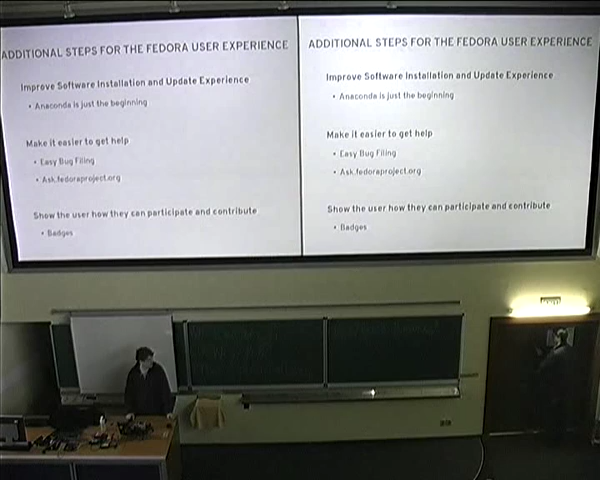 ADDITIONAL STEPS FOR THE FEDORA USER EXPERIENCE
Improve Software Installation and Update Experience
• Anaconda is just the beginning
Make it easier to get help
• Easy Bug Filing
• Ask.fedoraproject.org
Show the user how they can participate and contribute
• Badges
ADDITIONAL STEPS FOR THE FEDORA USER EXPERIENCE
Improve Software Installation and Update Experience
• Anaconda is just the beginning
Make it easier to get help
• Easy Bug Filing
• Ask.fedoraproject.org
Show the user how they can participate and contribute
• Badges